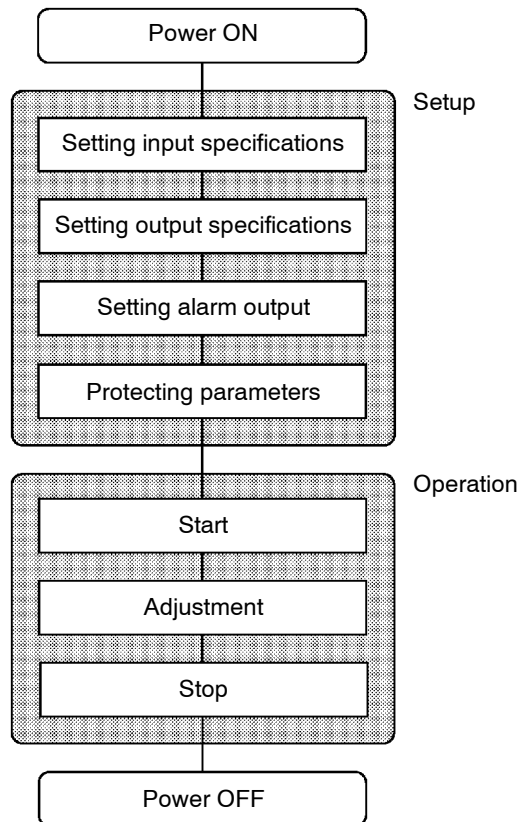 Power ON
Setup
Setting input specifications
Setting output specifications
Setting alarm output
Protecting parameters
Operation
Start
Adjustment
Stop
Power OFF